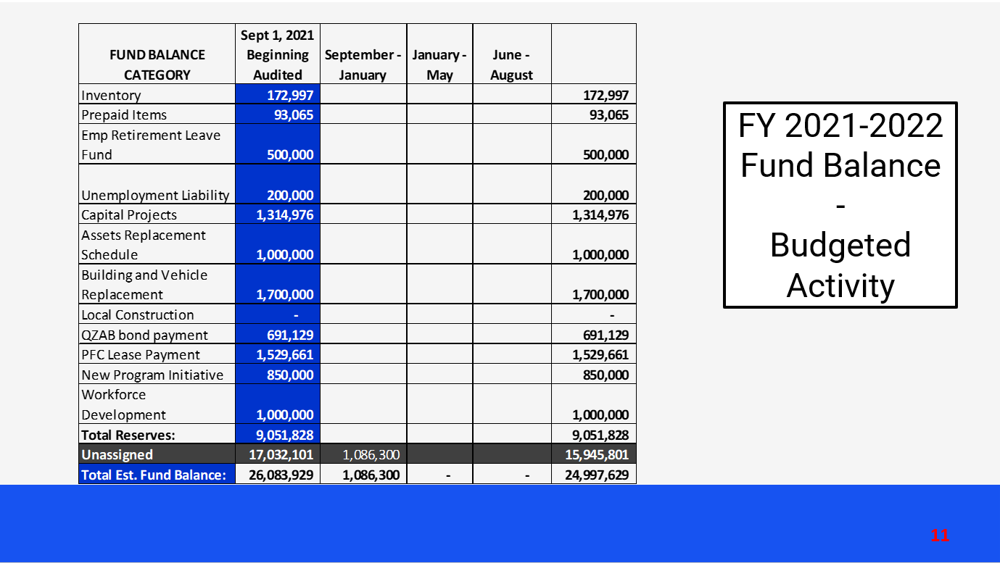 FUND BALANCE CATEGORY Sept 1, 2021 Beginning Audited September - January January - May June - August
Inventory 172,997 172,997
Prepaid Items 93,065 93,065
Emp Retirement Leave Fund 500,000 500,000
Unemployment Liability 200,000 200,000
Capital Projects 1,314,976 1,314,976
Assets Replacement Schedule 1,000,000 1,000,000
Building and Vehicle Replacement 1,700,000 1,700,000
Local Construction - -
QZAB bond payment 691,129 691,129
PFC Lease Payment 1,529,661 1,529,661
New Program Initiative 850,000 850,000
Workforce Development 1,000,000 1,000,000
Total Reserves: 9,051,828 9,051,828
Unassigned 17,032,101 1,086,300 15,945,801
Total Est. Fund Balance: 26,083,929 1,086,300 - - 24,997,629
FY 2021-2022
Fund Balance
-
Budgeted
Activity
11